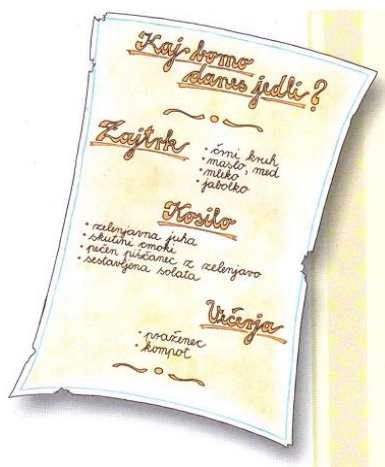 Kaj bomo
danes jedli?
Zajtrk
• črni kruh
• maslo, med
• mleko
• jabolko
Kosilo
• zelenjavna juha
• skutini cmoki
• pečen piščanec z zelenjavo
• sestavljena solata
Večerja
• praženec
• kompot